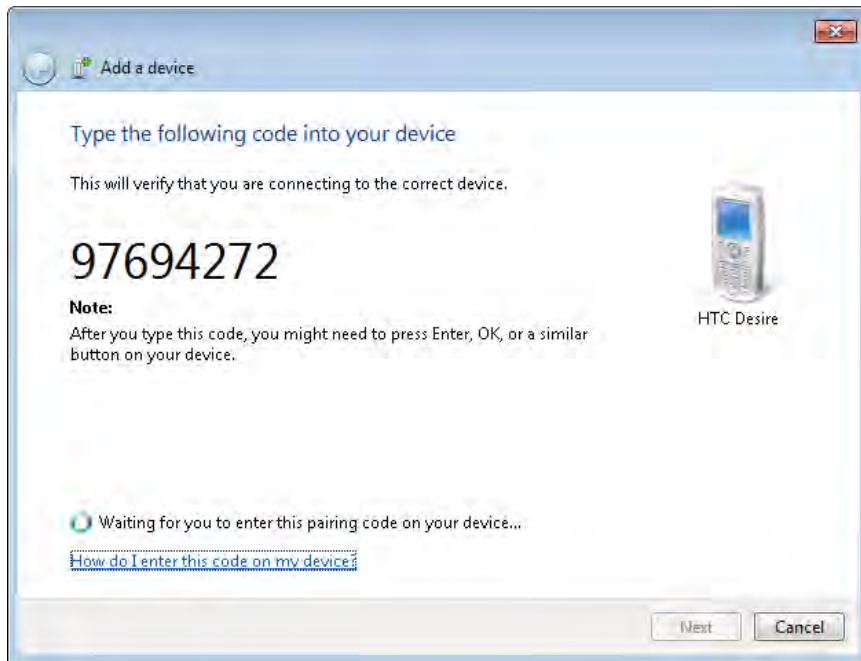 Add a device
Type the following code into your device
This will verify that you are connecting to the correct device.
97694272
HTC Desire
Note:
After you type this code, you might need to press Enter, OK, or a similar
button on your device.
Waiting for you to enter this pairing code on your device...
How do I enter this code on my device?
Next
Cancel